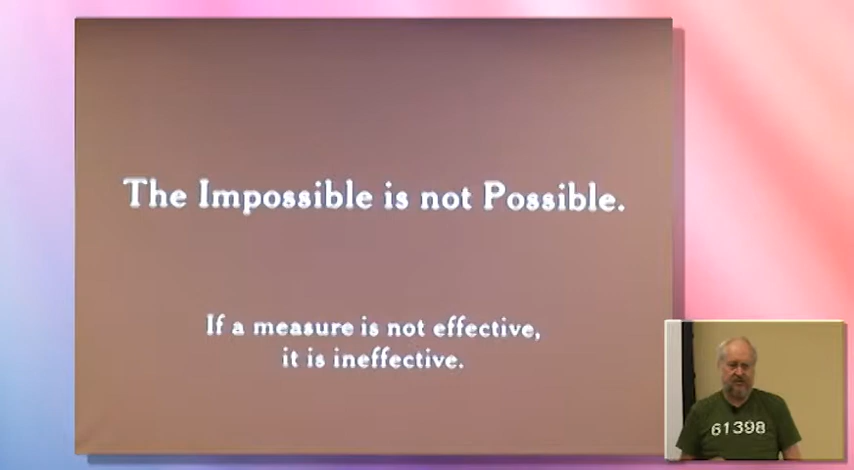 The Impossible is not Possible.
If a measure is not effective,
it is ineffective.
61398